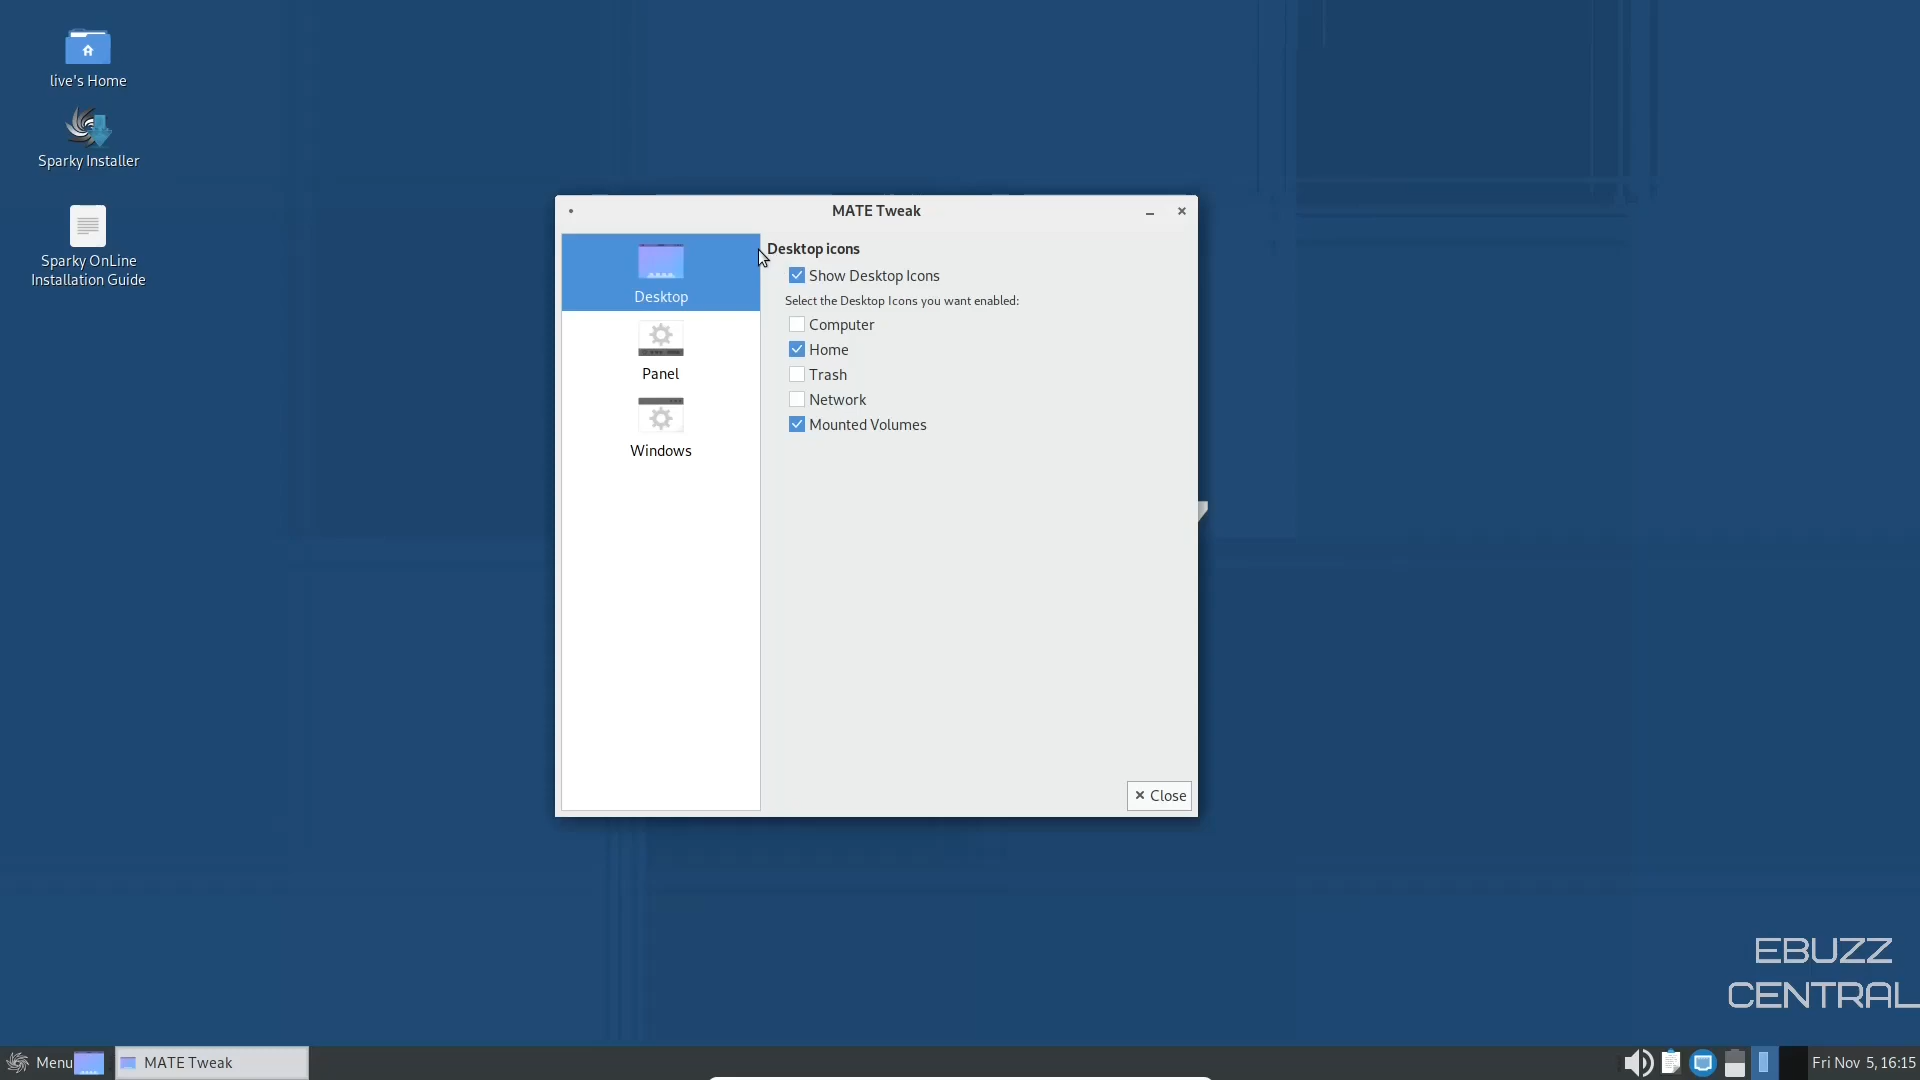 live's Home
Sparky Installer
Sparky OnLine
Installation Guide
MATE Tweak
Desktop
Panel
Windows
Desktop icons
Show Desktop Icons
Select the Desktop Icons you want enabled:
Computer
Home
Trash
Network
Mounted Volumes
Close
EBUZZ
CENTRAL
Menu
MATE Tweak
Fri Nov 5, 16:15